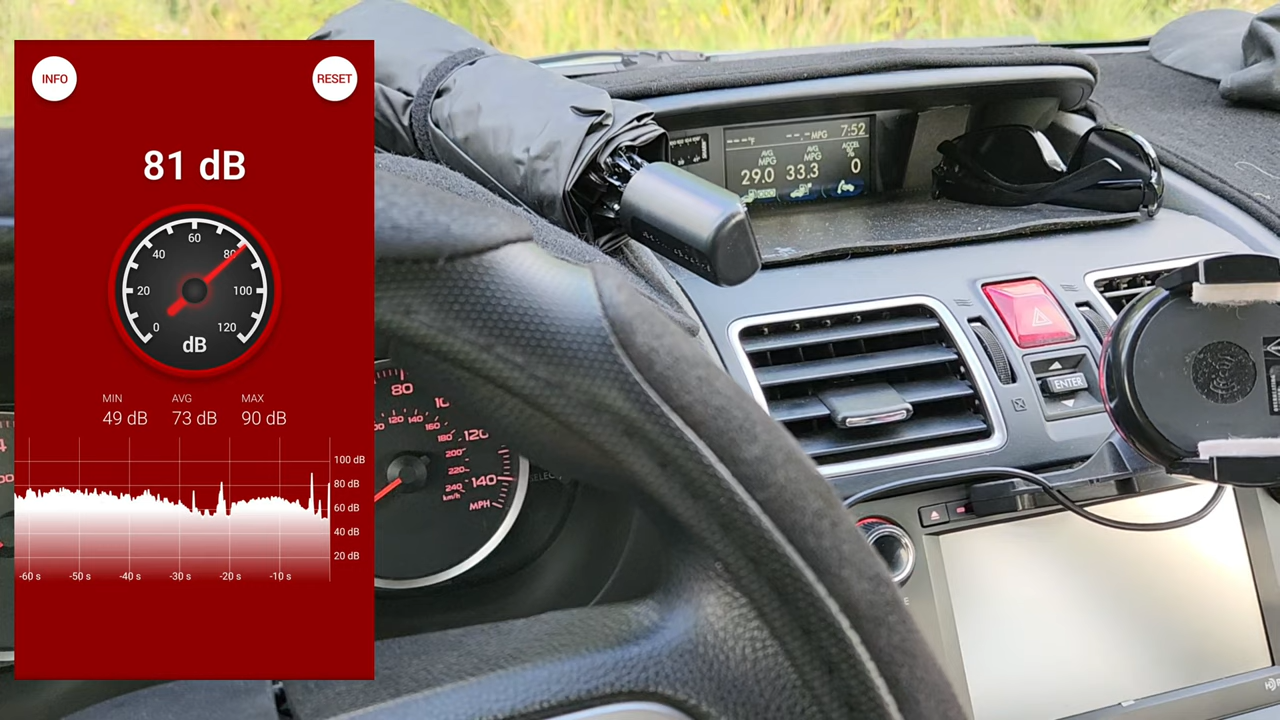 INFO
RESET
81 dB
0
20
40
60
80
100
120
dB
MIN AVG MAX
49 dB 73 dB 90 dB
100 dB
80 dB
60 dB
40 dB
20 dB
-60 s -50 s -40 s -30 s -20 s -10 s
--- °F --.- MPG 7:52
AVG MPG AVG MPG ACCEL %
29.0 33.3 0
ENTER
80
120 140 160
180 120
200
220
240 140
km/h
MPH